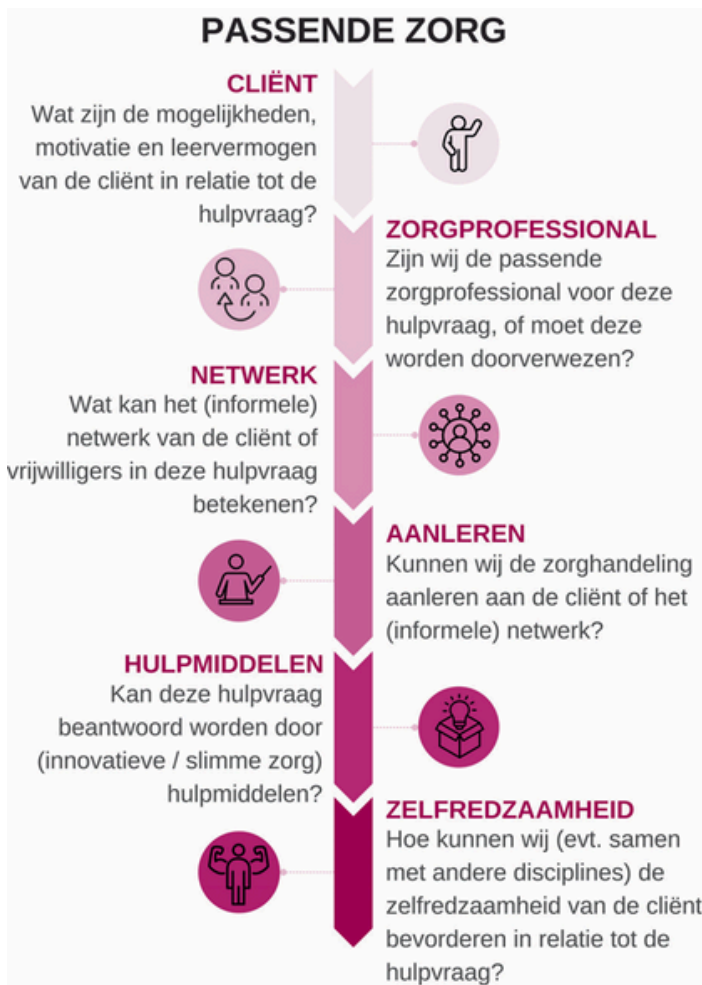 PASSENDE ZORG
CLIËNT
Wat zijn de mogelijkheden,
motivatie en leervermogen
van de cliënt in relatie tot de
hulpvraag?
ZORGPROFESSIONAL
Zijn wij de passende
zorgprofessional voor deze
hulpvraag, of moet deze
worden doorverwezen?
NETWERK
Wat kan het (informele)
netwerk van de cliënt of
vrijwilligers in deze hulpvraag
betekenen?
AANLEREN
Kunnen wij de zorghandeling
aanleren aan de cliënt of het
(informele) netwerk?
HULPMIDDELEN
Kan deze hulpvraag
beantwoord worden door
(innovatieve / slimme zorg)
hulpmiddelen?
ZELFREDZAAMHEID
Hoe kunnen wij (evt. samen
met andere disciplines) de
zelfredzaamheid van de cliënt
bevorderen in relatie tot de
hulpvraag?